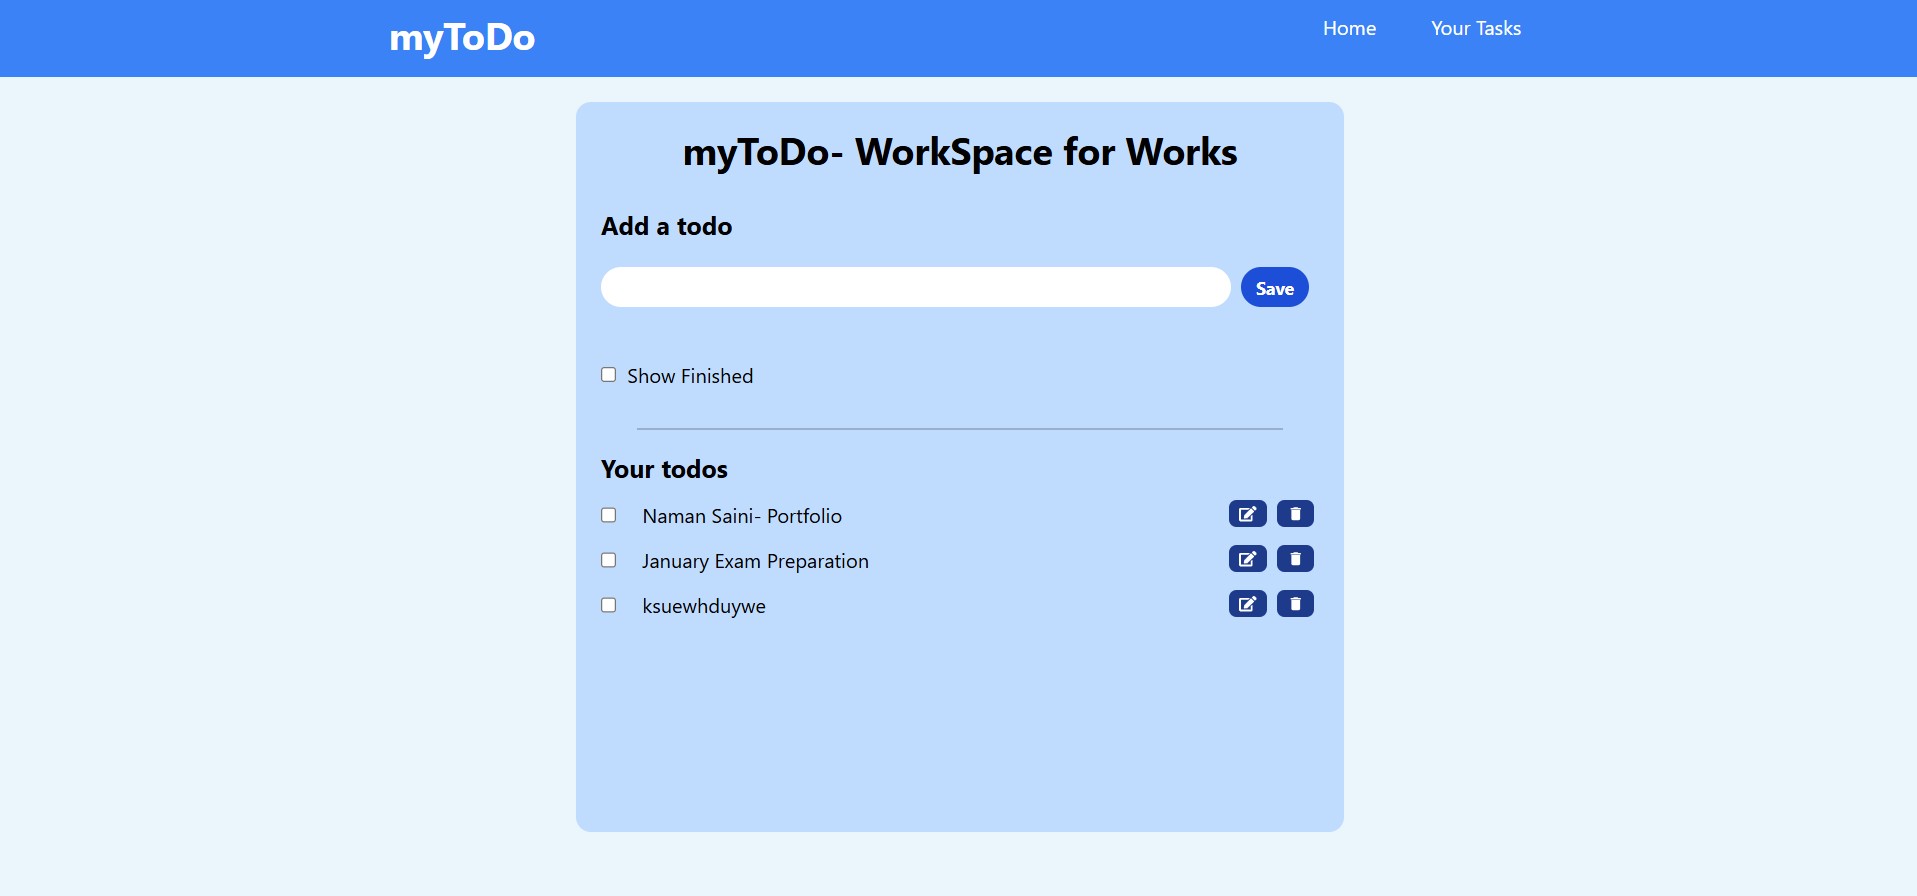 myToDo
Home
Your Tasks
myToDo- WorkSpace for Works
Add a todo
Save
Show Finished
Your todos
Naman Saini- Portfolio
January Exam Preparation
ksuewhduywe